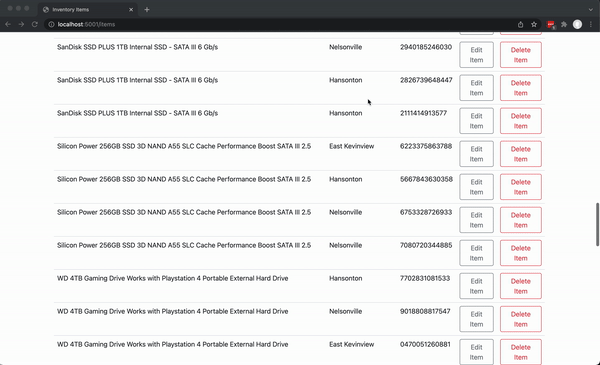 Inventory Items
localhost:5001/items
SanDisk SSD PLUS 1TB Internal SSD - SATA III 6 Gb/s Nelsonville 2940185246030 Edit Item Delete Item
SanDisk SSD PLUS 1TB Internal SSD - SATA III 6 Gb/s Hansonton 2826739648447 Edit Item Delete Item
SanDisk SSD PLUS 1TB Internal SSD - SATA III 6 Gb/s Hansonton 2111414913577 Edit Item Delete Item
Silicon Power 256GB SSD 3D NAND A55 SLC Cache Performance Boost SATA III 2.5 East Kevinview 6223375863788 Edit Item Delete Item
Silicon Power 256GB SSD 3D NAND A55 SLC Cache Performance Boost SATA III 2.5 Hansonton 5667843630358 Edit Item Delete Item
Silicon Power 256GB SSD 3D NAND A55 SLC Cache Performance Boost SATA III 2.5 Nelsonville 6753328726933 Edit Item Delete Item
Silicon Power 256GB SSD 3D NAND A55 SLC Cache Performance Boost SATA III 2.5 Nelsonville 7080720344885 Edit Item Delete Item
WD 4TB Gaming Drive Works with Playstation 4 Portable External Hard Drive Hansonton 7702831081533 Edit Item Delete Item
WD 4TB Gaming Drive Works with Playstation 4 Portable External Hard Drive Nelsonville 9018808817547 Edit Item Delete Item
WD 4TB Gaming Drive Works with Playstation 4 Portable External Hard Drive East Kevinview 0470051260881 Edit Item Delete Item